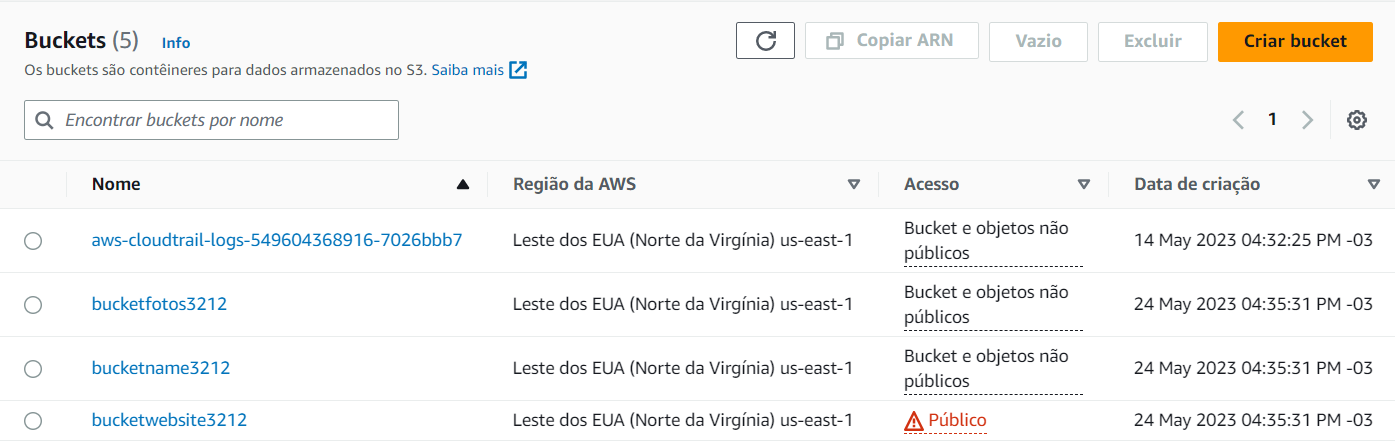 Buckets (5) Info
Copiar ARN
Vazio
Excluir
Criar bucket
Os buckets são contêineres para dados armazenados no S3. Saiba mais
Encontrar buckets por nome
1
Nome Região da AWS Acesso Data de criação
aws-cloudtrail-logs-549604368916-7026bbb7 Leste dos EUA (Norte da Virgínia) us-east-1 Bucket e objetos não 14 May 2023 04:32:25 PM -03
públicos
bucketfotos3212 Leste dos EUA (Norte da Virgínia) us-east-1 Bucket e objetos não 24 May 2023 04:35:31 PM -03
públicos
bucketname3212 Leste dos EUA (Norte da Virgínia) us-east-1 Bucket e objetos não 24 May 2023 04:35:31 PM -03
públicos
bucketwebsite3212 Leste dos EUA (Norte da Virgínia) us-east-1 Público 24 May 2023 04:35:31 PM -03